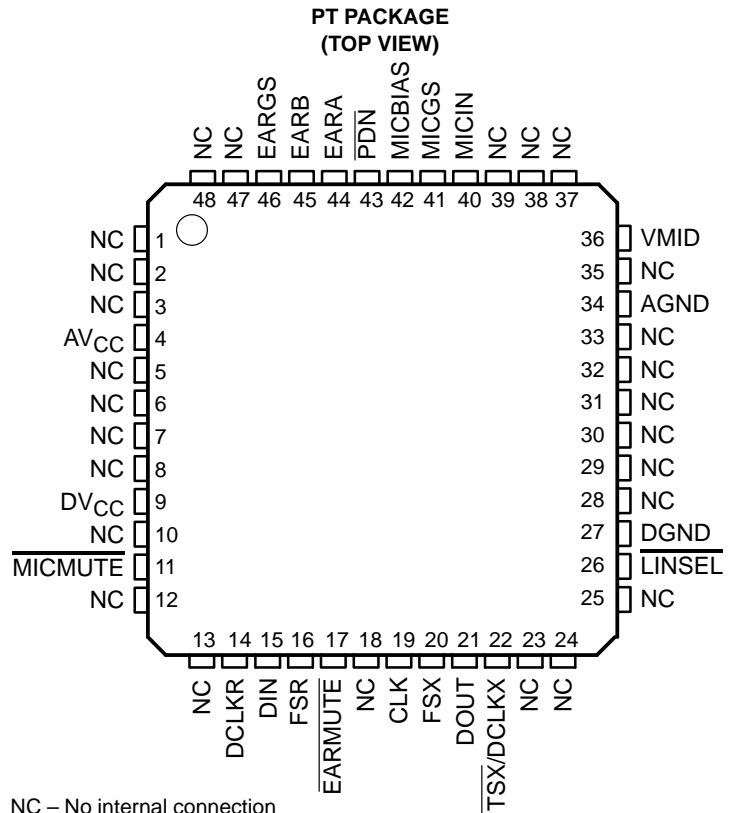 PT PACKAGE
(TOP VIEW)
NC NC EARGS EARB EARA PDN MICBIAS MICGS MICIN NC NC NC
48 47 46 45 44 43 42 41 40 39 38 37
NC 1 36 VMID
NC 2 35 NC
NC 3 34 AGND
AVCC 4 33 NC
NC 5 32 NC
NC 6 31 NC
NC 7 30 NC
NC 8 29 NC
DVCC 9 28 NC
NC 10 27 DGND
MICMUTE 11 26 LINSEL
NC 12 25 NC
13 14 15 16 17 18 19 20 21 22 23 24
NC DCLKR DIN FSR EARMUTE NC CLK FSX DOUT TSX/DCLKX NC NC
NC – No internal connection